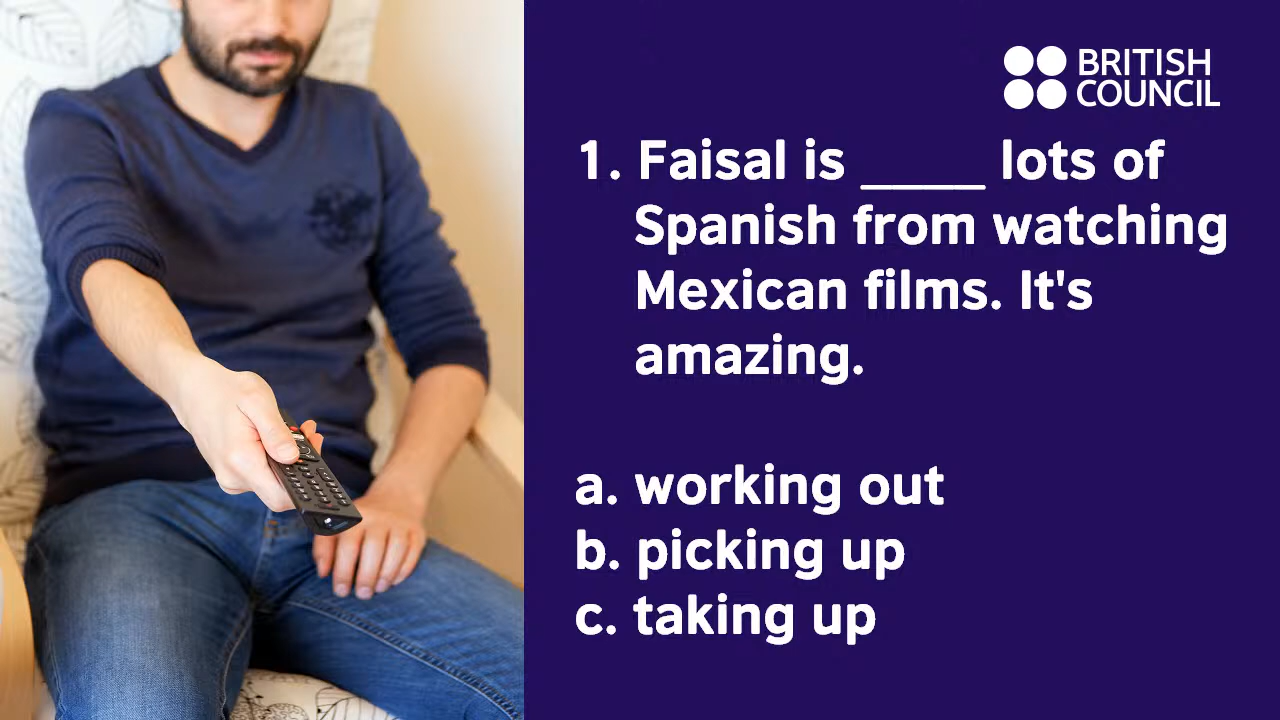 BRITISH
COUNCIL
1. Faisal is ____ lots of
Spanish from watching
Mexican films. It's
amazing.
a. working out
b. picking up
c. taking up